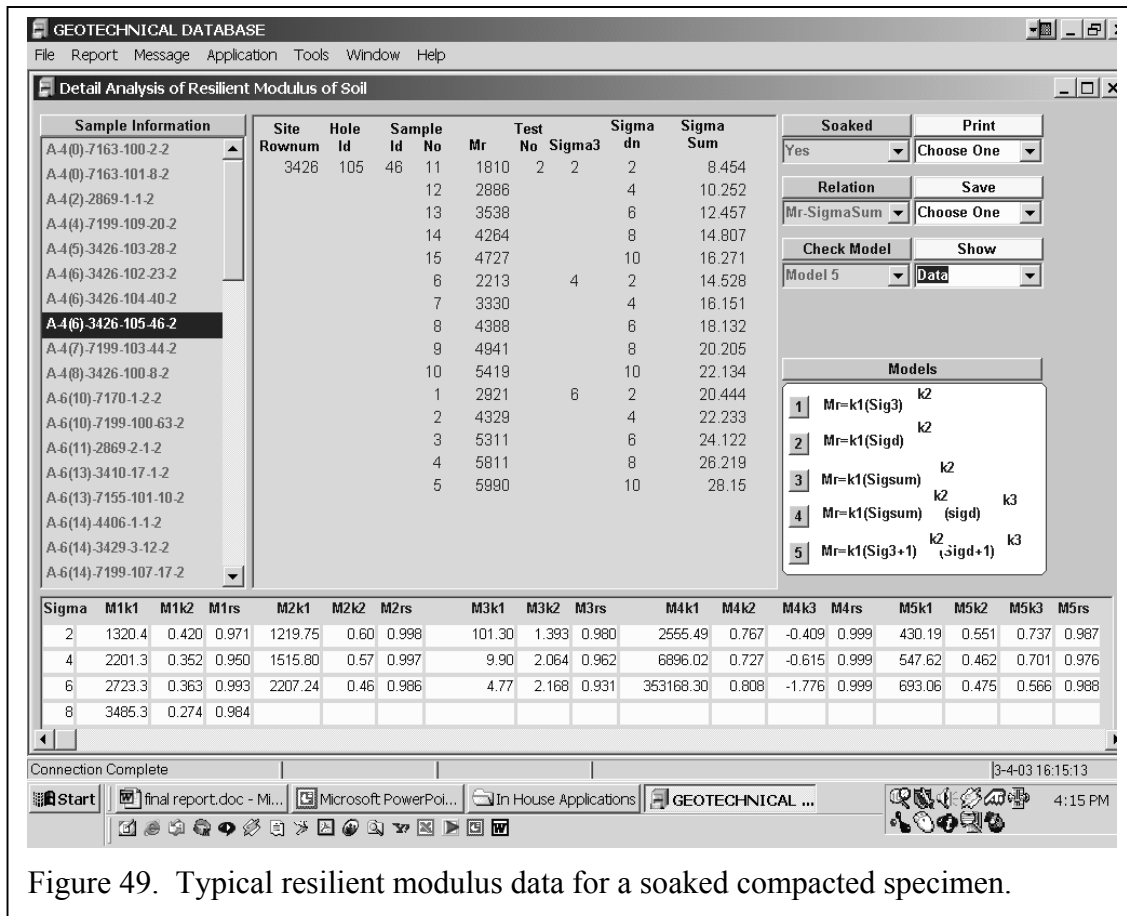 GEOTECHNICAL DATABASE
File Report Message Application Tools Window Help
Detail Analysis of Resilient Modulus of Soil
Sample Information
A-4(0)-7163-100-2-2
A-4(0)-7163-101-8-2
A-4(2)-2869-1-1-2
A-4(4)-7199-109-20-2
A-4(5)-3426-103-28-2
A-4(6)-3426-102-23-2
A-4(6)-3426-104-40-2
A-4(6)-3426-105-46-2
A-4(7)-7199-103-44-2
A-4(8)-3426-100-8-2
A-6(10)-7170-1-2-2
A-6(10)-7199-100-63-2
A-6(11)-2869-2-1-2
A-6(13)-3410-17-1-2
A-6(13)-7155-101-10-2
A-6(14)-4406-1-1-2
A-6(14)-3429-3-12-2
A-6(14)-7199-107-17-2
Site Hole Sample Test Sigma Sigma
Rownum Id Id No Mr No Sigma3 dn Sum
3426 105 46 11 1810 2 2 2 8.454
12 2886 4 10.252
13 3538 6 12.457
14 4264 8 14.807
15 4727 10 16.271
6 2213 4 2 14.528
7 3330 4 16.151
8 4388 6 18.132
9 4941 8 20.205
10 5419 10 22.134
1 2921 6 2 20.444
2 4329 4 22.233
3 5311 6 24.122
4 5811 8 26.219
5 5990 10 28.15
Soaked Print
Yes Choose One
Relation Save
Mr-SigmaSum Choose One
Check Model Show
Model 5 Data
Models
1 Mr=k1(Sig3) k2
2 Mr=k1(Sigd) k2
3 Mr=k1(Sigsum) k2
4 Mr=k1(Sigsum) k2 (sigd) k3
5 Mr=k1(Sig3+1) k2 (Sigd+1) k3
Sigma M1k1 M1k2 M1rs M2k1 M2k2 M2rs M3k1 M3k2 M3rs M4k1 M4k2 M4k3 M4rs M5k1 M5k2 M5k3 M5rs
2 1320.4 0.420 0.971 1219.75 0.60 0.998 101.30 1.393 0.980 2555.49 0.767 -0.409 0.999 430.19 0.551 0.737 0.987
4 2201.3 0.352 0.950 1515.80 0.57 0.997 9.90 2.064 0.962 6896.02 0.727 -0.615 0.999 547.62 0.462 0.701 0.976
6 2723.3 0.363 0.993 2207.24 0.46 0.986 4.77 2.168 0.931 353168.30 0.808 -1.776 0.999 693.06 0.475 0.566 0.988
8 3485.3 0.274 0.984
Connection Complete 3-4-03 16:15:13
Start final report.doc - Mi... Microsoft PowerPoi... In House Applications GEOTECHNICAL ... 4:15 PM
Figure 49. Typical resilient modulus data for a soaked compacted specimen.